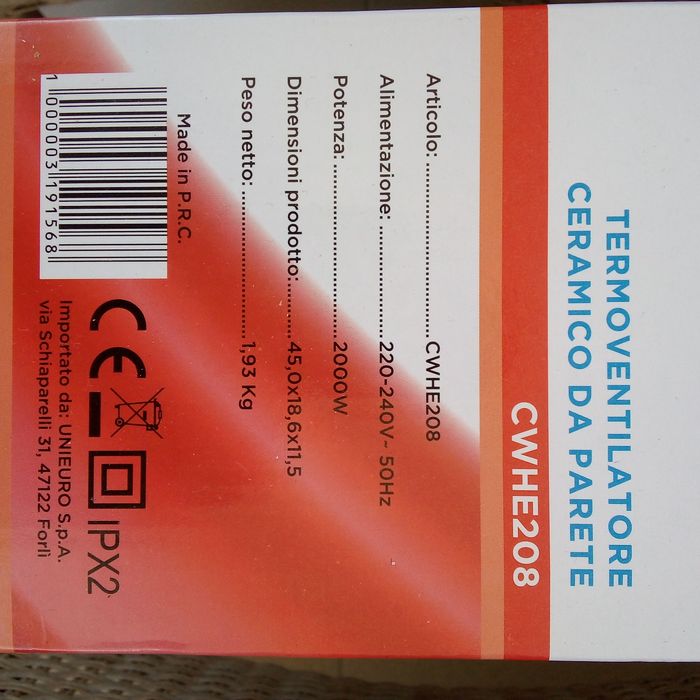 TERMOVENTILATORE
CERAMICO DA PARETE
CWHE208
Articolo: ........................ CWHE208
Alimentazione: ................ 220-240V~ 50Hz
Potenza: ........................ 2000W
Dimensioni prodotto: .......... 45,0x18,6x11,5
Peso netto: ...................... 1,93 Kg
Made in P.R.C.
1 000003 191568
CE IPX2
Importato da: UNIEURO S.p.A.
via Schiaparelli 31, 47122 Forlì